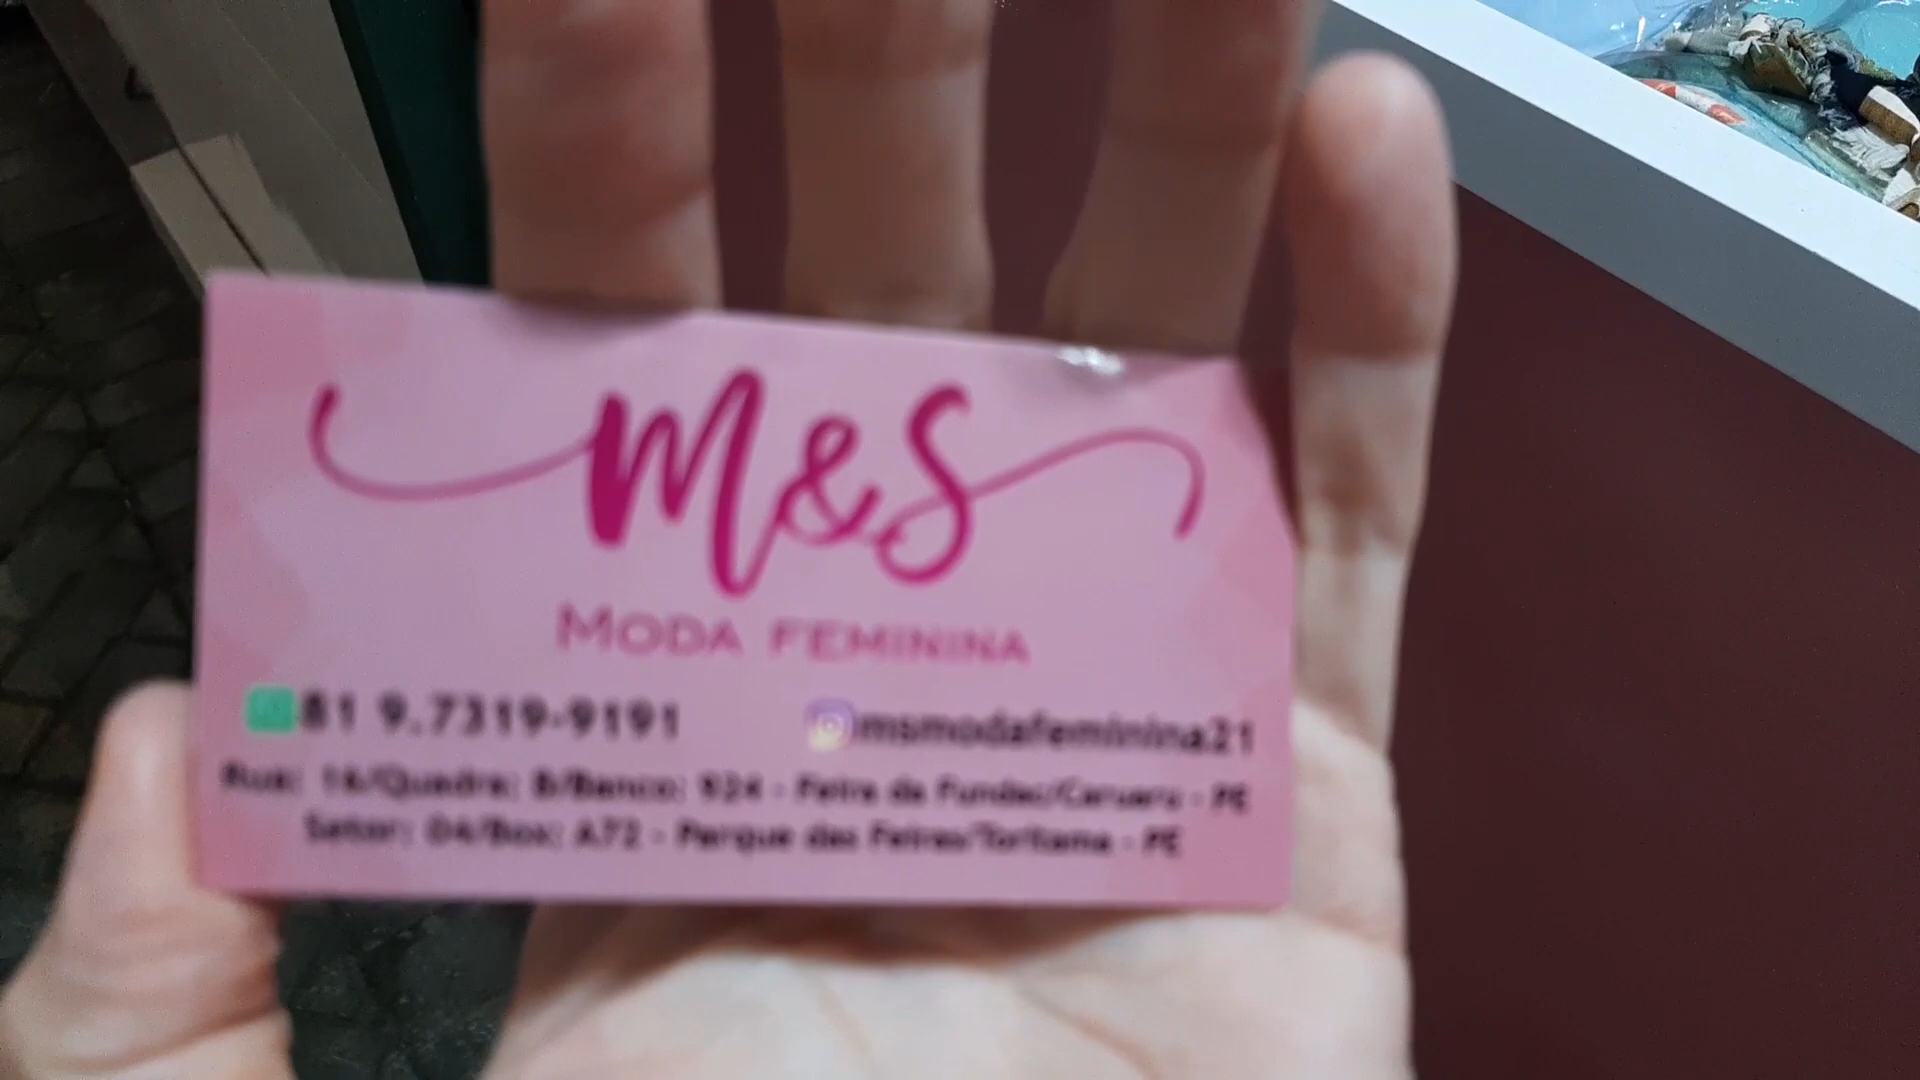 M&S
MODA FEMININA
81 9.7319-9191
msmodafeminina21
Rua: 16/Quadra: B/Banco: 924 - Feira da Fundac/Caruaru - PE
Setor: 04/Box: A72 - Parque das Feiras/Toritama - PE